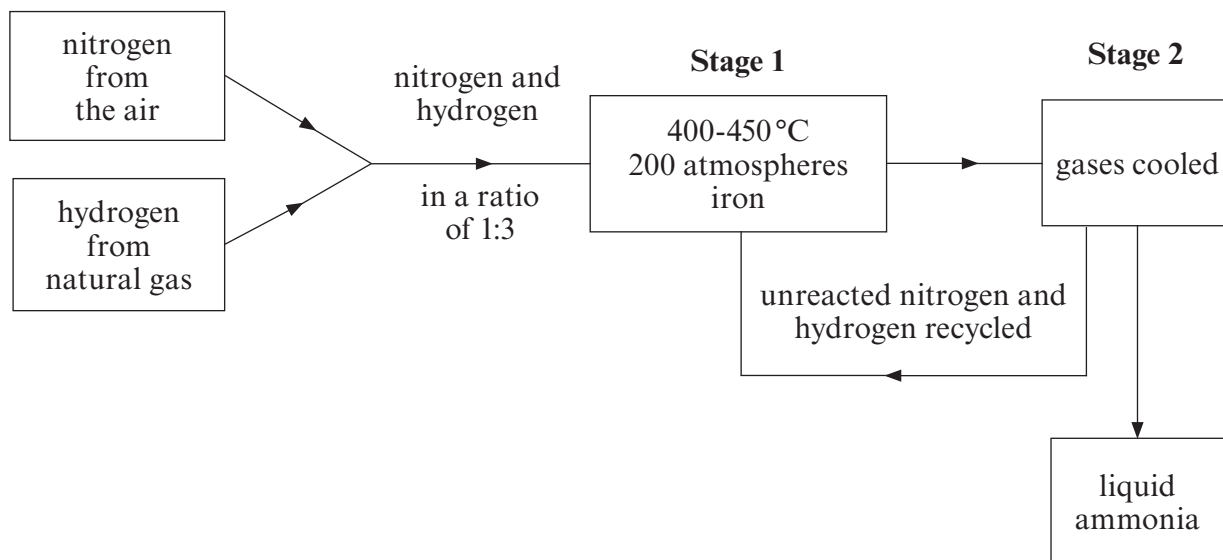 nitrogen
from
the air
hydrogen
from
natural gas
nitrogen and
hydrogen
in a ratio
of 1:3
Stage 1
400-450 °C
200 atmospheres
iron
Stage 2
gases cooled
unreacted nitrogen and
hydrogen recycled
liquid
ammonia